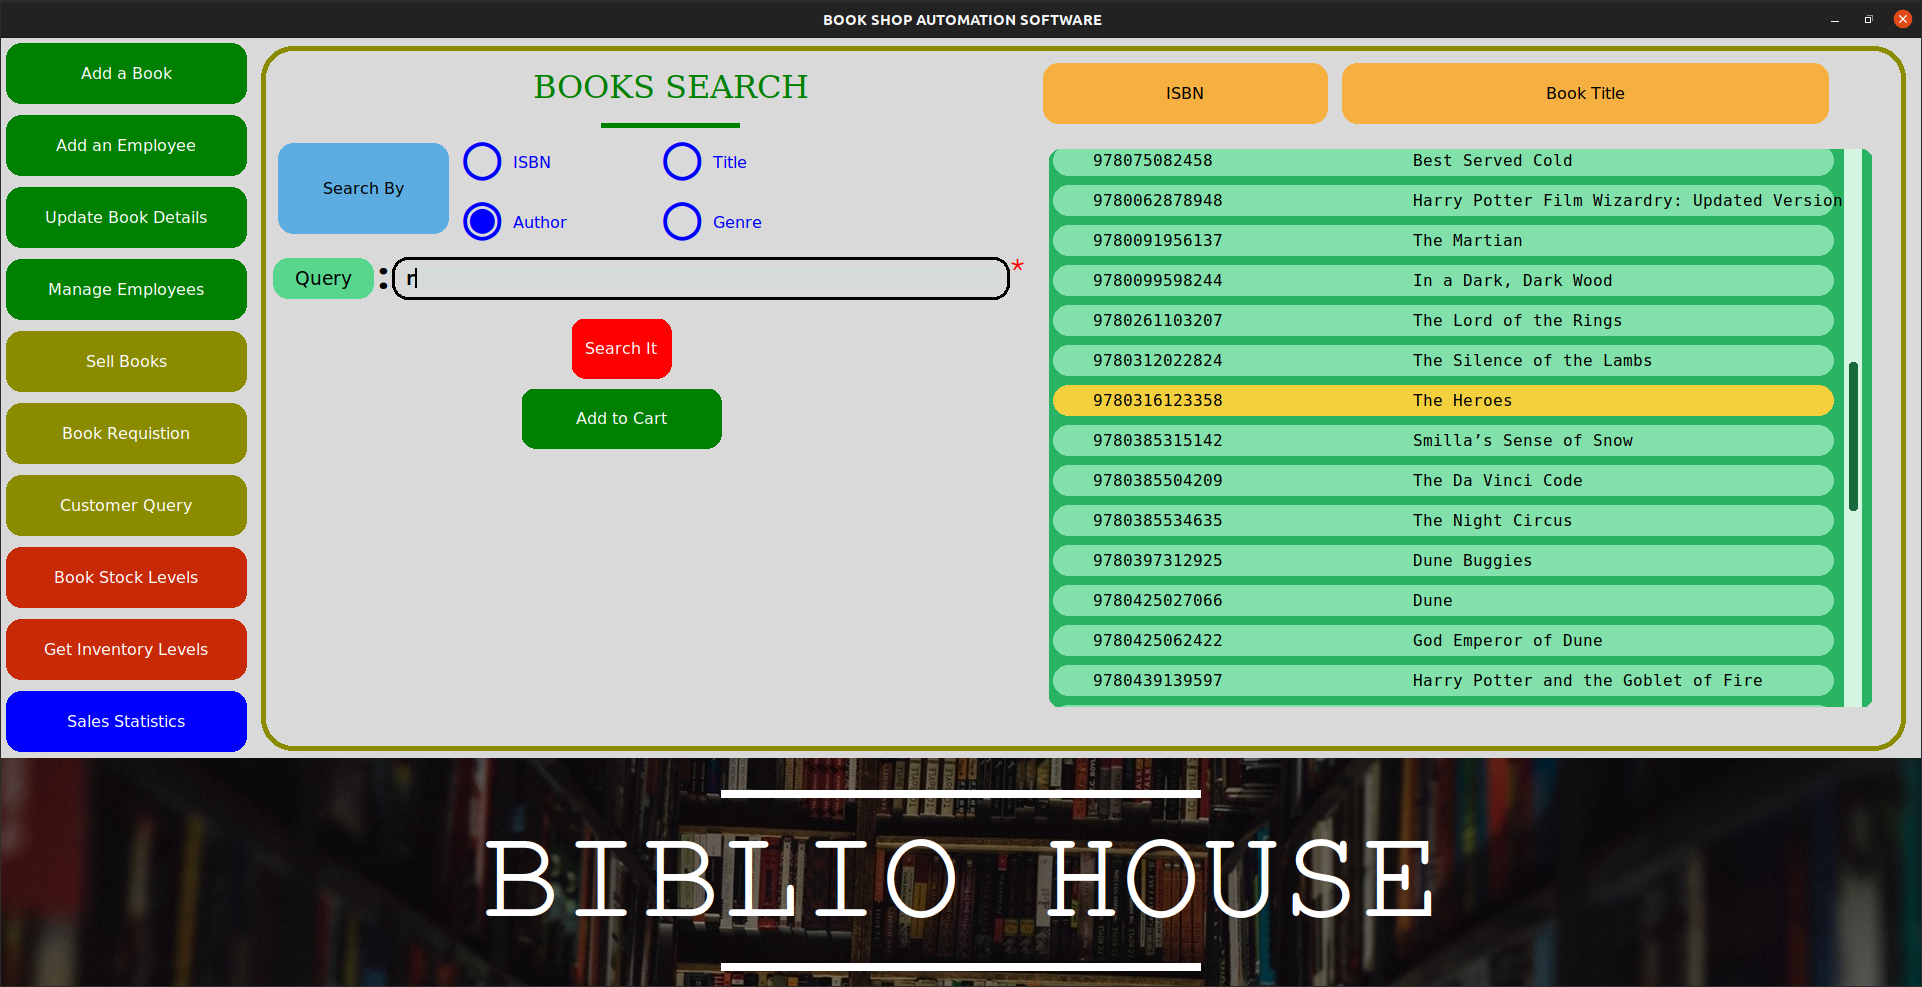 BOOK SHOP AUTOMATION SOFTWARE
Add a Book
Add an Employee
Update Book Details
Manage Employees
Sell Books
Book Requistion
Customer Query
Book Stock Levels
Get Inventory Levels
Sales Statistics
BOOKS SEARCH
Search By
ISBN
Title
Author
Genre
Query : r *
Search It
Add to Cart
ISBN Book Title
978075082458 Best Served Cold
9780062878948 Harry Potter Film Wizardry: Updated Version
9780091956137 The Martian
9780099598244 In a Dark, Dark Wood
9780261103207 The Lord of the Rings
9780312022824 The Silence of the Lambs
9780316123358 The Heroes
9780385315142 Smilla’s Sense of Snow
9780385504209 The Da Vinci Code
9780385534635 The Night Circus
9780397312925 Dune Buggies
9780425027066 Dune
9780425062422 God Emperor of Dune
9780439139597 Harry Potter and the Goblet of Fire
BIBLIO HOUSE